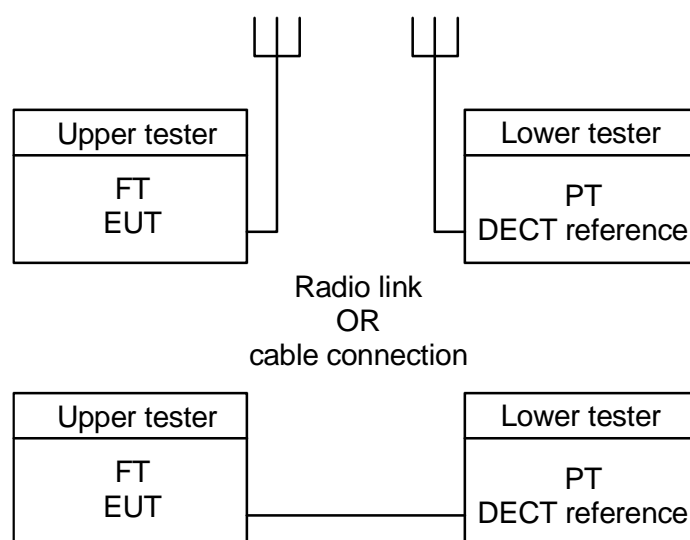 Upper tester
FT
EUT
Lower tester
PT
DECT reference
Radio link
OR
cable connection
Upper tester
FT
EUT
Lower tester
PT
DECT reference